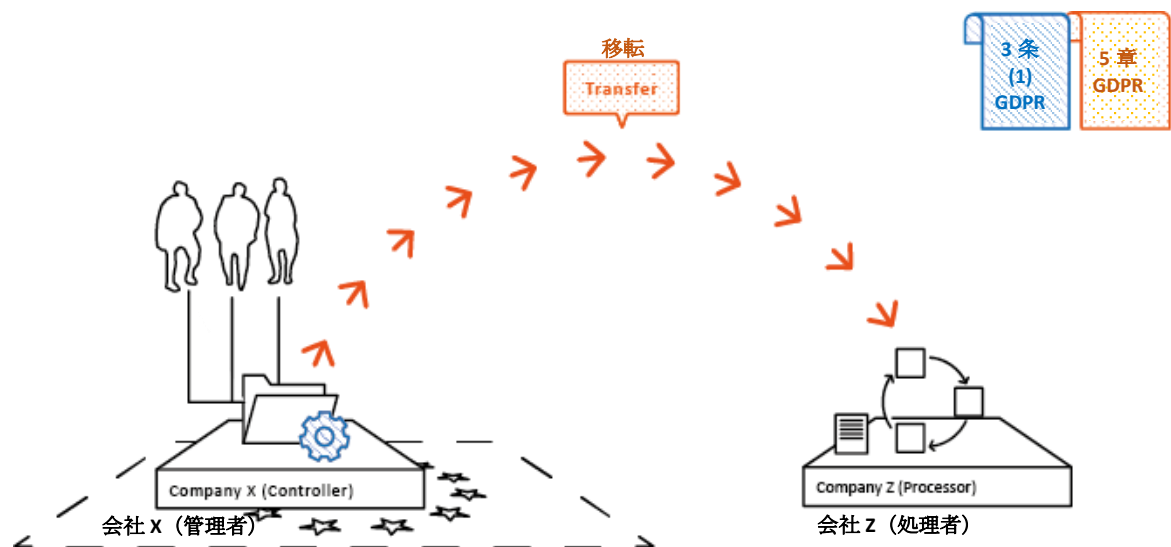 移転
Transfer
3 条
(1)
GDPR
5 章
GDPR
Company X (Controller)
会社 X（管理者）
Company Z (Processor)
会社 Z（処理者）